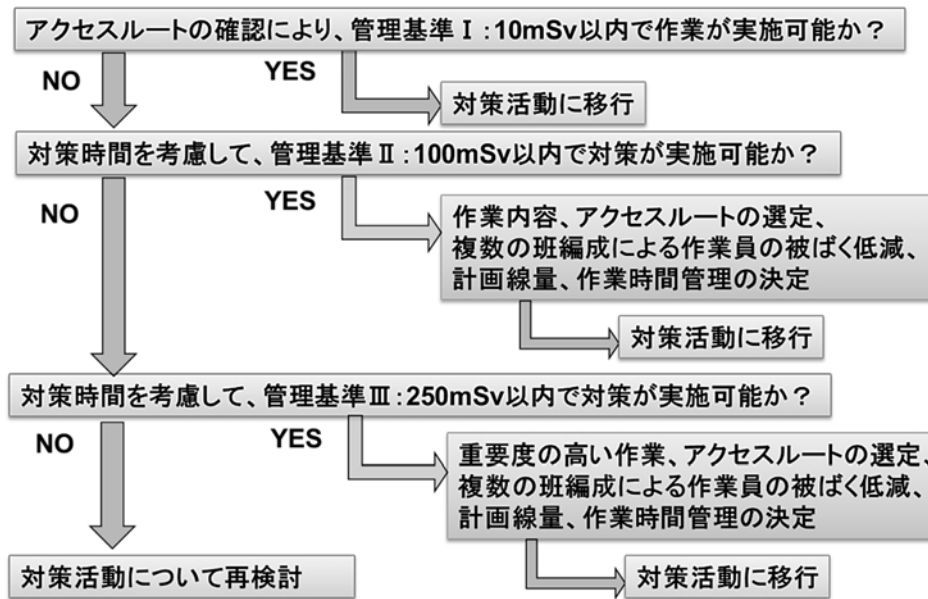 アクセスルートの確認により、管理基準Ⅰ:10mSv以内で作業が実施可能か?
NO
YES
対策活動に移行
対策時間を考慮して、管理基準Ⅱ:100mSv以内で対策が実施可能か?
NO
YES
作業内容、アクセスルートの選定、
複数の班編成による作業員の被ばく低減、
計画線量、作業時間管理の決定
対策活動に移行
対策時間を考慮して、管理基準Ⅲ:250mSv以内で対策が実施可能か?
NO
YES
重要度の高い作業、アクセスルートの選定、
複数の班編成による作業員の被ばく低減、
計画線量、作業時間管理の決定
対策活動について再検討
対策活動に移行